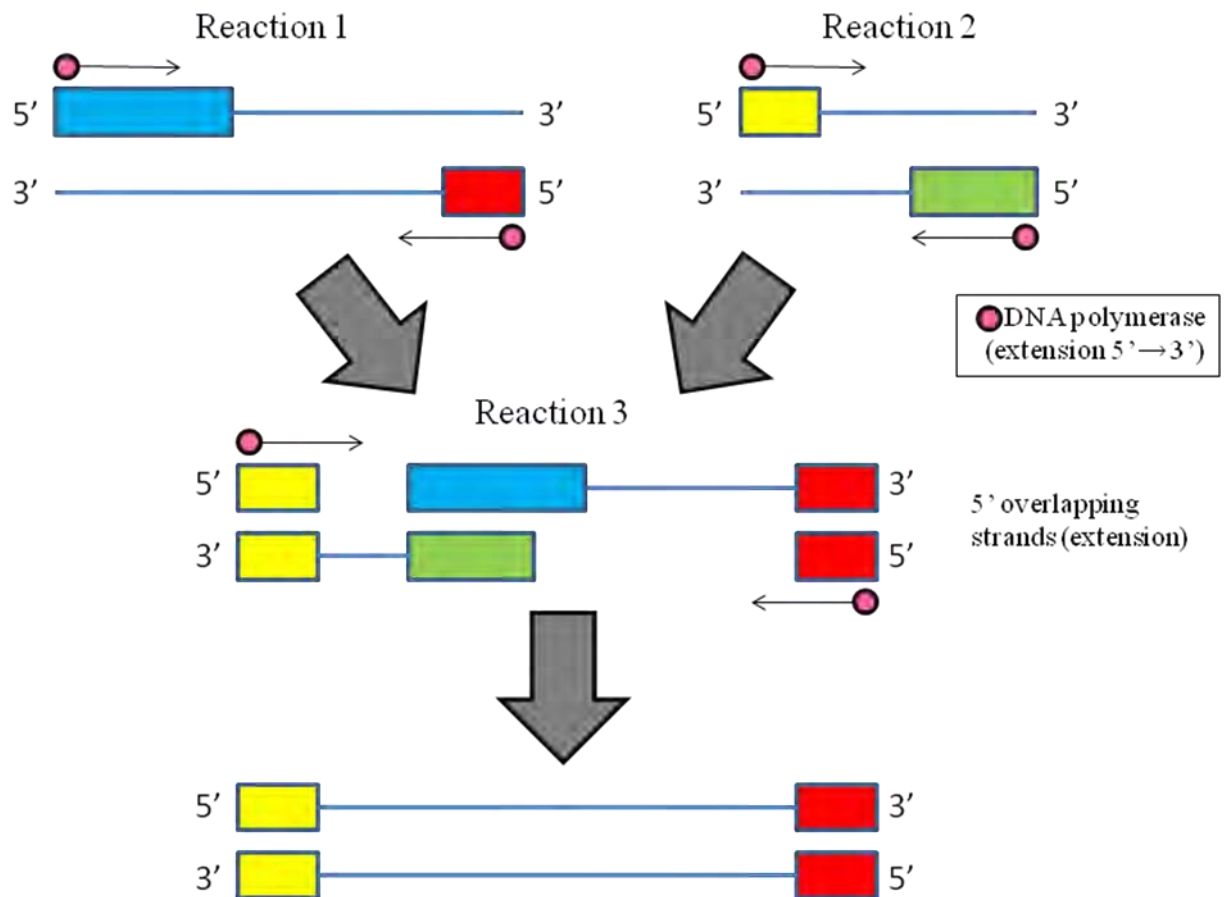 Reaction 1
Reaction 2
5’ 3’
5’ 3’
3’ 5’
3’ 5’
DNA polymerase
(extension 5’→3’)
Reaction 3
5’ 3’
3’ 5’
5’ overlapping
strands (extension)
5’ 3’
3’ 5’